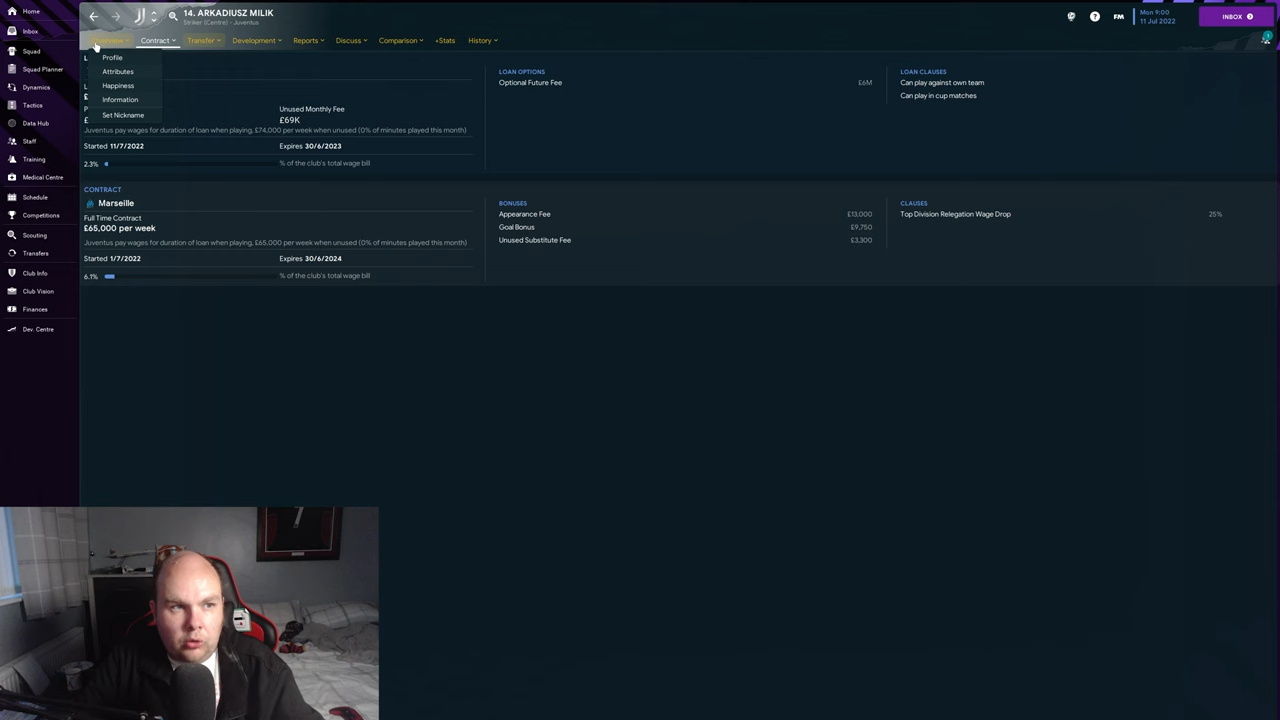 Home
Inbox
Squad
Squad Planner
Dynamics
Tactics
Data Hub
Staff
Training
Medical Centre
Schedule
Competitions
Scouting
Transfers
Club Info
Club Vision
Finances
Dev. Centre
14. ARKADIUSZ MILIK
Striker (Centre) - Juventus
FM
Mon 9:00
11 Jul 2022
INBOX
Overview Contract Transfer Development Reports Discuss Comparison +Stats History
1
Profile
Attributes
Happiness
Information
Set Nickname
Unused Monthly Fee
£69K
Juventus pay wages for duration of loan when playing, £74,000 per week when unused (0% of minutes played this month)
Started 11/7/2022 Expires 30/6/2023
2.3% % of the club's total wage bill
LOAN OPTIONS
Optional Future Fee £6M
LOAN CLAUSES
Can play against own team
Can play in cup matches
CONTRACT
Marseille
Full Time Contract
£65,000 per week
Juventus pay wages for duration of loan when playing, £65,000 per week when unused (0% of minutes played this month)
Started 1/7/2022 Expires 30/6/2024
6.1% % of the club's total wage bill
BONUSES
Appearance Fee £13,000
Goal Bonus £9,750
Unused Substitute Fee £3,300
CLAUSES
Top Division Relegation Wage Drop 25%